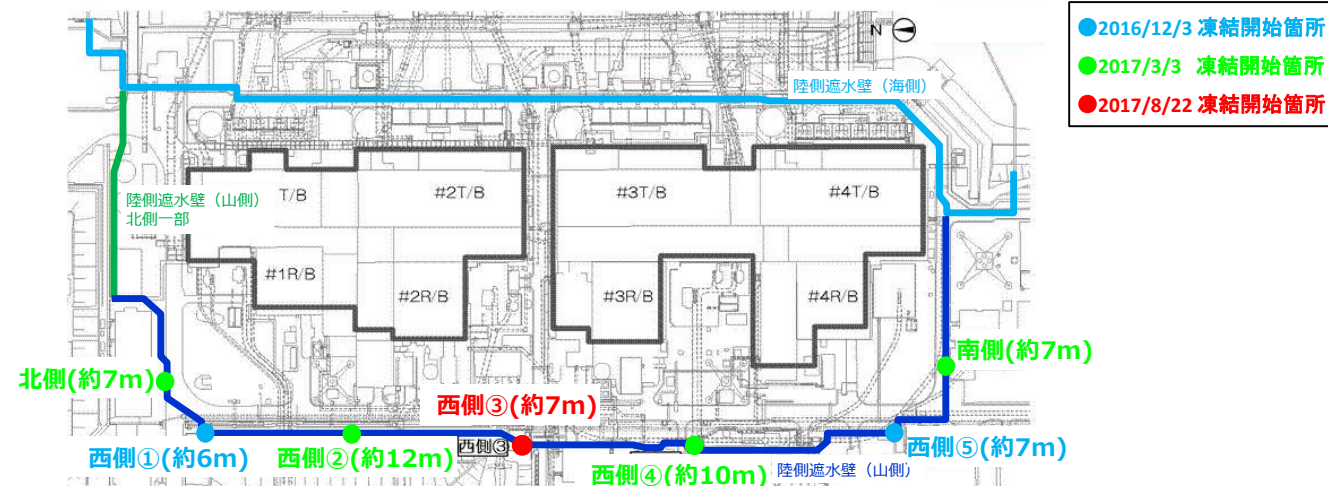 ●2016/12/3 凍結開始箇所
●2017/3/3 凍結開始箇所
●2017/8/22 凍結開始箇所
N
陸側遮水壁（海側）
陸側遮水壁（山側）
北側一部
T/B
#2T/B
#3T/B
#4T/B
#1R/B
#2R/B
#3R/B
#4R/B
北側(約7m)
南側(約7m)
西側③(約7m)
西側③
西側①(約6m)
西側②(約12m)
西側④(約10m)
西側⑤(約7m)
陸側遮水壁（山側）